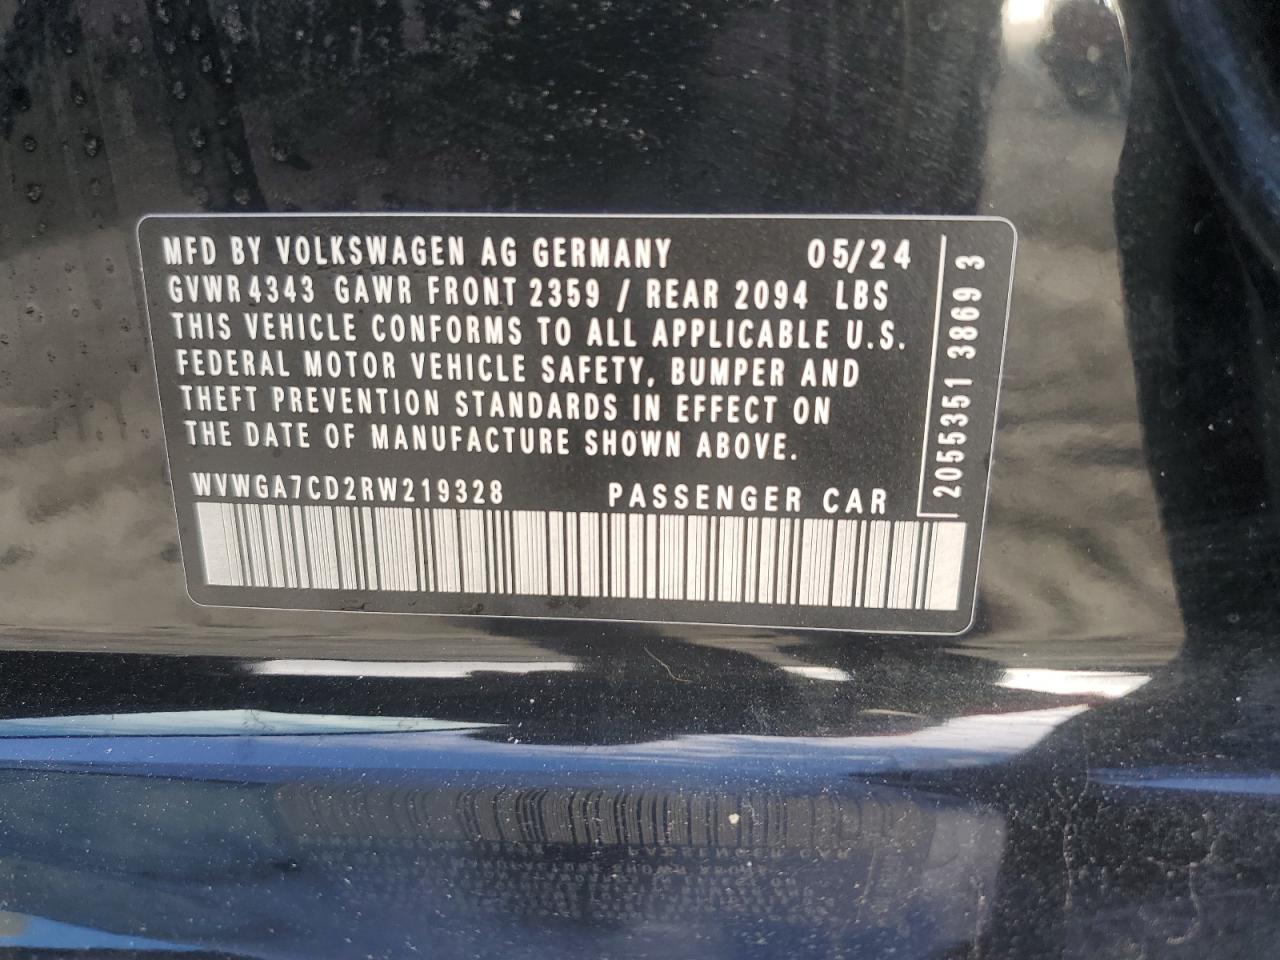 MFD BY VOLKSWAGEN AG GERMANY 05/24
GVWR 4343 GAWR FRONT 2359 / REAR 2094 LBS
THIS VEHICLE CONFORMS TO ALL APPLICABLE U.S.
FEDERAL MOTOR VEHICLE SAFETY, BUMPER AND
THEFT PREVENTION STANDARDS IN EFFECT ON
THE DATE OF MANUFACTURE SHOWN ABOVE.
WVWGA7CD2RW219328 PASSENGER CAR
2055351 3869 3